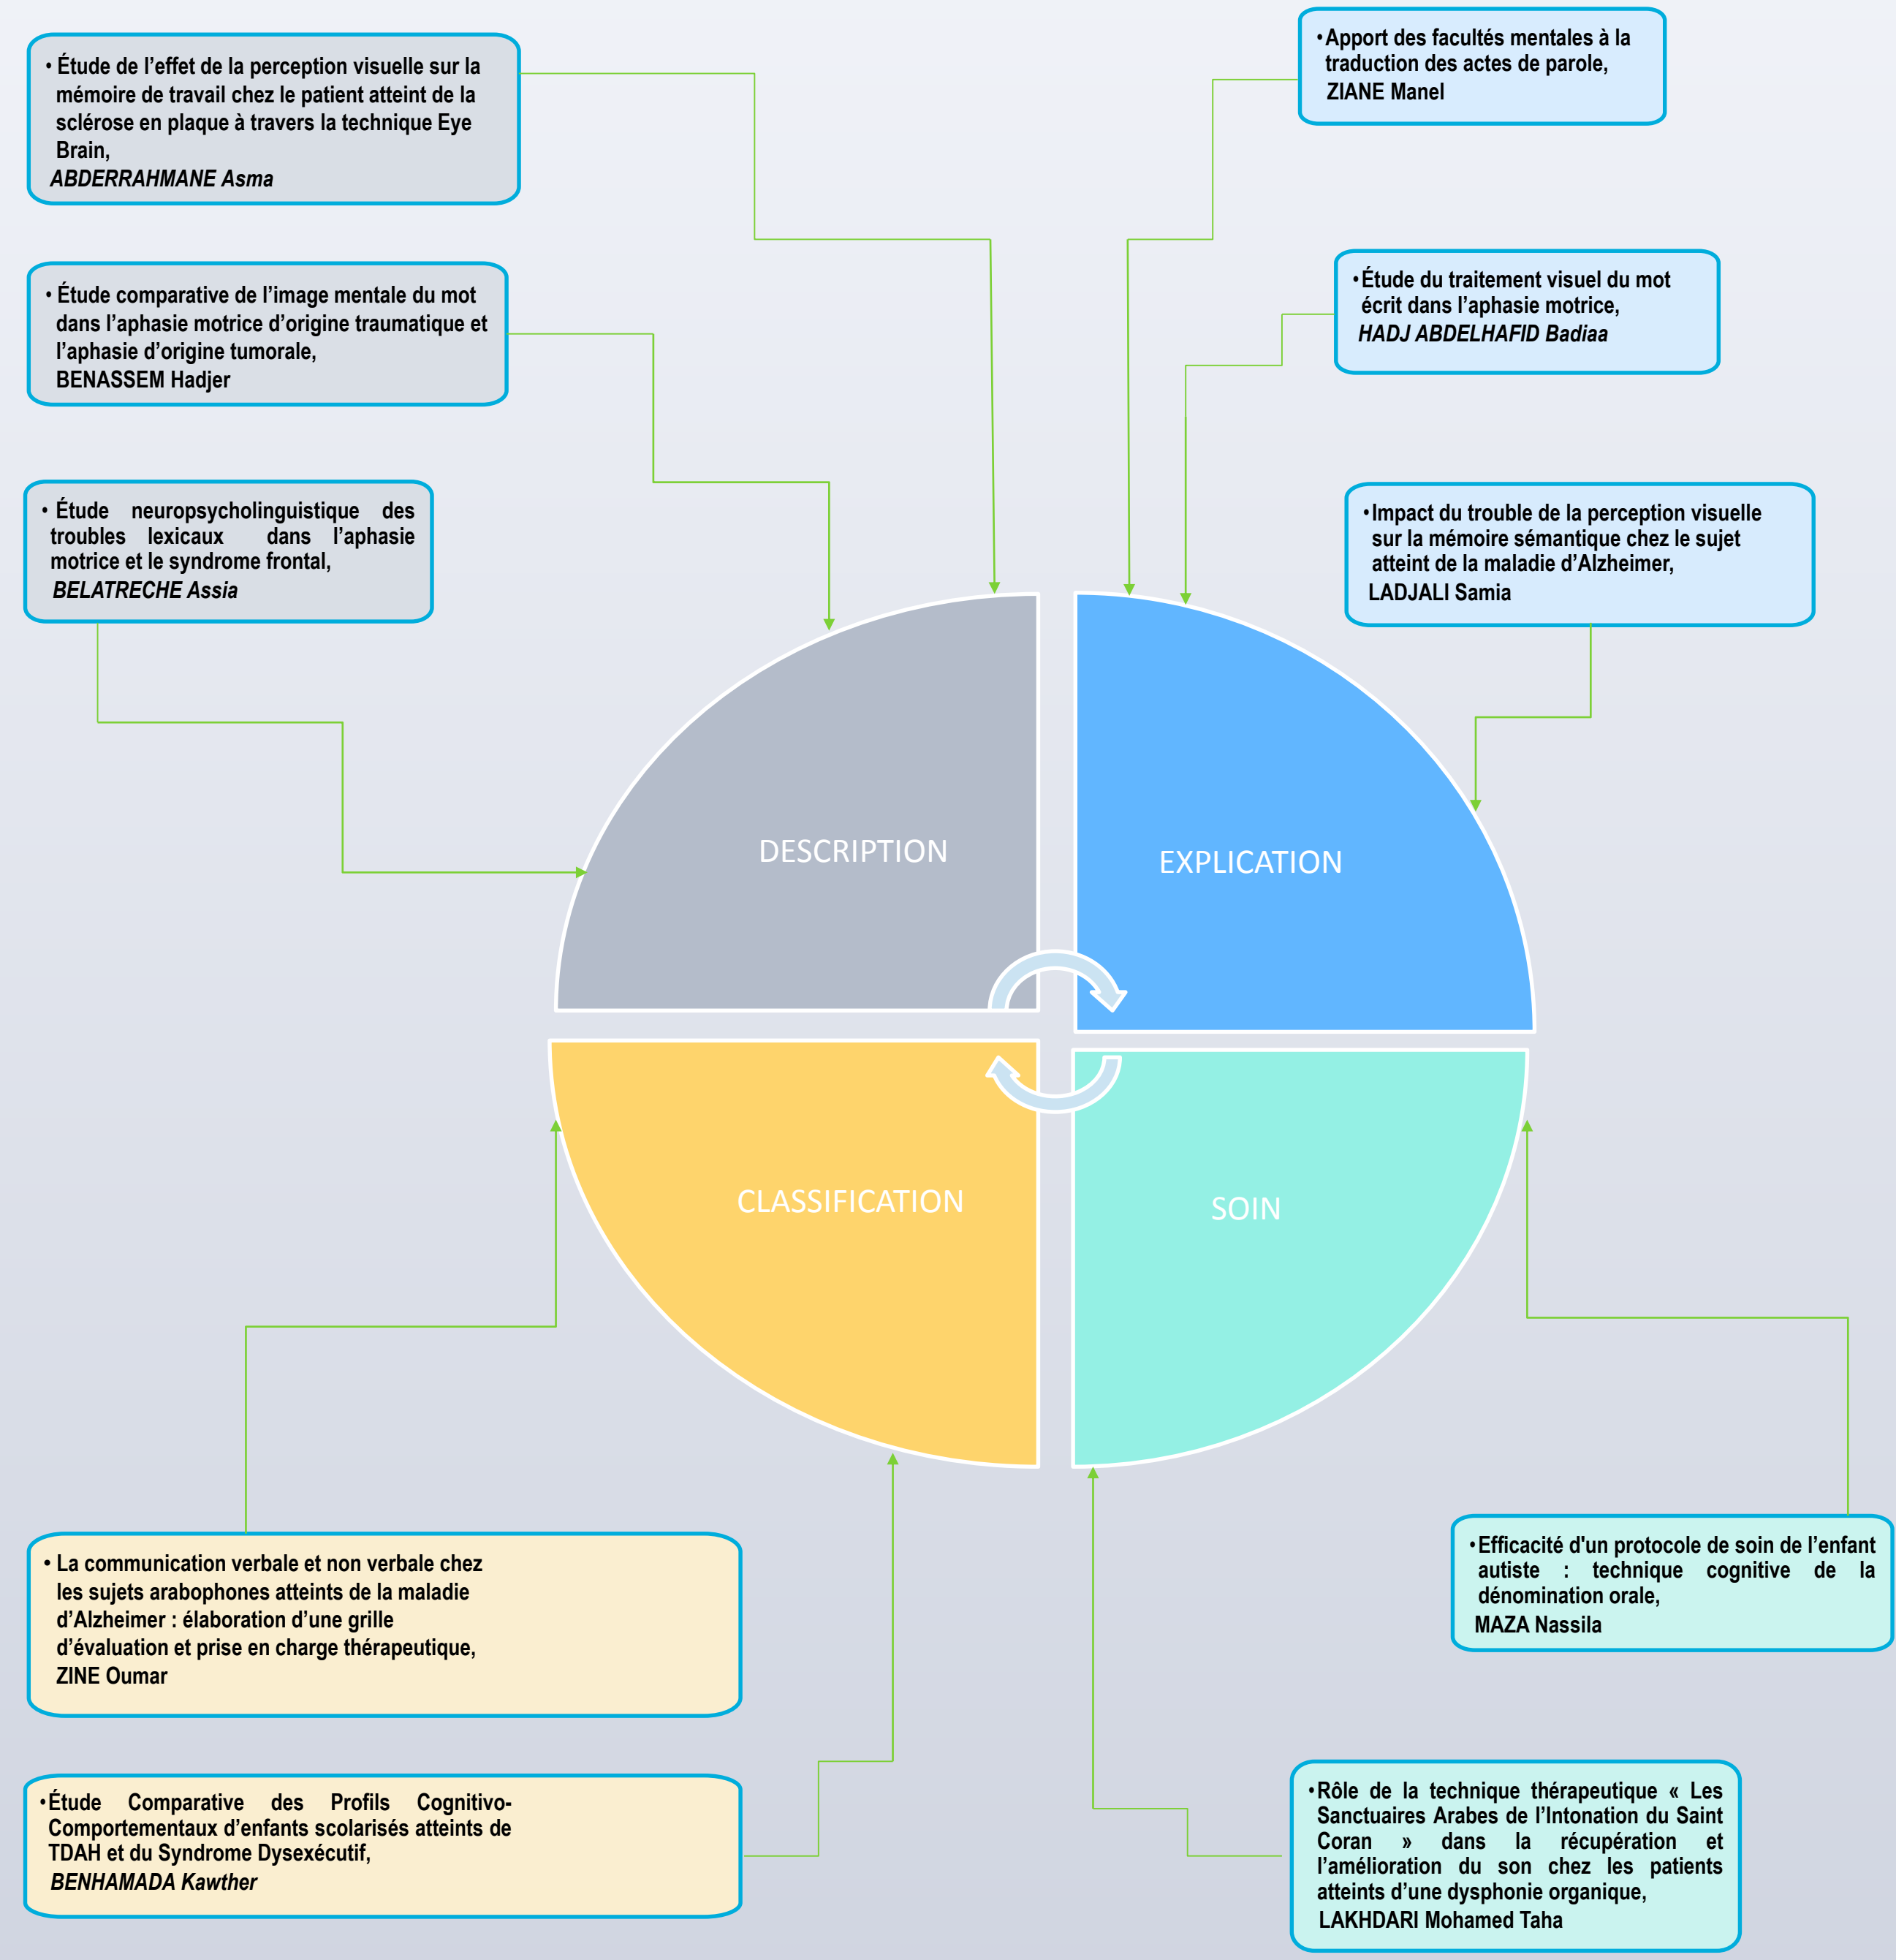 • Étude de l’effet de la perception visuelle sur la
mémoire de travail chez le patient atteint de la
sclérose en plaque à travers la technique Eye
Brain,
ABDERRAHMANE Asma
• Étude comparative de l’image mentale du mot
dans l’aphasie motrice d’origine traumatique et
l’aphasie d’origine tumorale,
BENASSEM Hadjer
• Étude neuropsycholinguistique des
troubles lexicaux dans l’aphasie
motrice et le syndrome frontal,
BELATRECHE Assia
•Apport des facultés mentales à la
traduction des actes de parole,
ZIANE Manel
•Étude du traitement visuel du mot
écrit dans l’aphasie motrice,
HADJ ABDELHAFID Badiaa
•Impact du trouble de la perception visuelle
sur la mémoire sémantique chez le sujet
atteint de la maladie d’Alzheimer,
LADJALI Samia
DESCRIPTION
EXPLICATION
CLASSIFICATION
SOIN
• La communication verbale et non verbale chez
les sujets arabophones atteints de la maladie
d’Alzheimer : élaboration d’une grille
d’évaluation et prise en charge thérapeutique,
ZINE Oumar
•Étude Comparative des Profils Cognitivo-
Comportementaux d’enfants scolarisés atteints de
TDAH et du Syndrome Dysexécutif,
BENHAMADA Kawther
•Efficacité d'un protocole de soin de l’enfant
autiste : technique cognitive de la
dénomination orale,
MAZA Nassila
•Rôle de la technique thérapeutique « Les
Sanctuaires Arabes de l’Intonation du Saint
Coran » dans la récupération et
l’amélioration du son chez les patients
atteints d’une dysphonie organique,
LAKHDARI Mohamed Taha